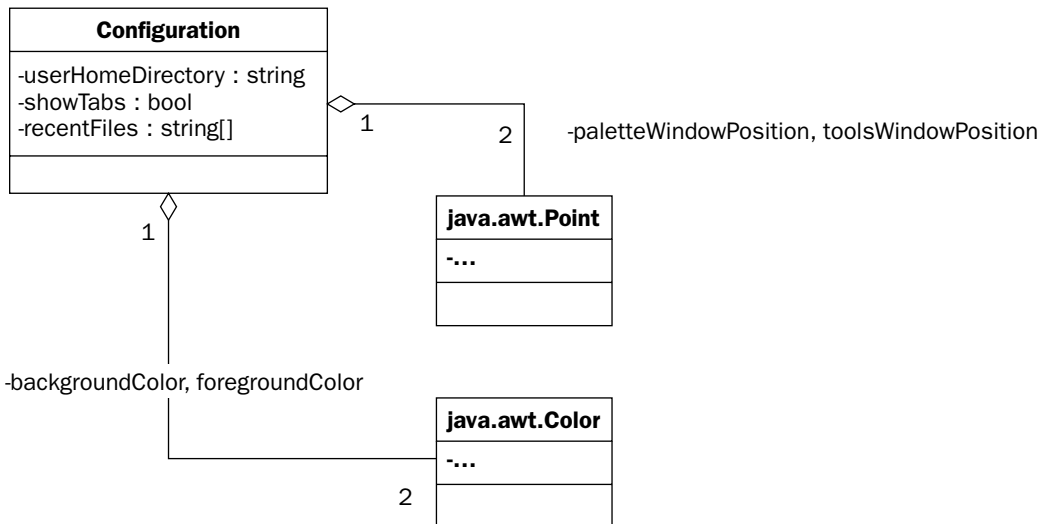 Configuration
-userHomeDirectory : string
-showTabs : bool
-recentFiles : string[]
1
2
-paletteWindowPosition, toolsWindowPosition
java.awt.Point
-...
1
-backgroundColor, foregroundColor
java.awt.Color
-...
2